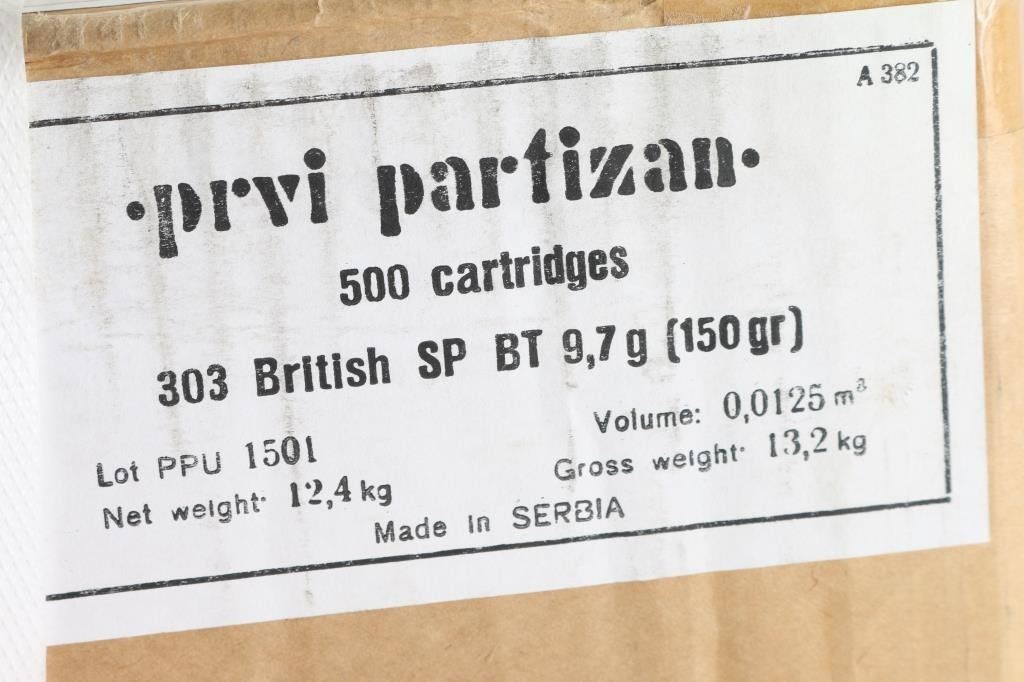 A 382
·prvi partizan·
500 cartridges
303 British SP BT 9,7 g (150 gr)
Volume: 0,0125 m³
Lot PPU 1501
Gross weight· 13,2 kg
Net weight· 12,4 kg
Made in SERBIA